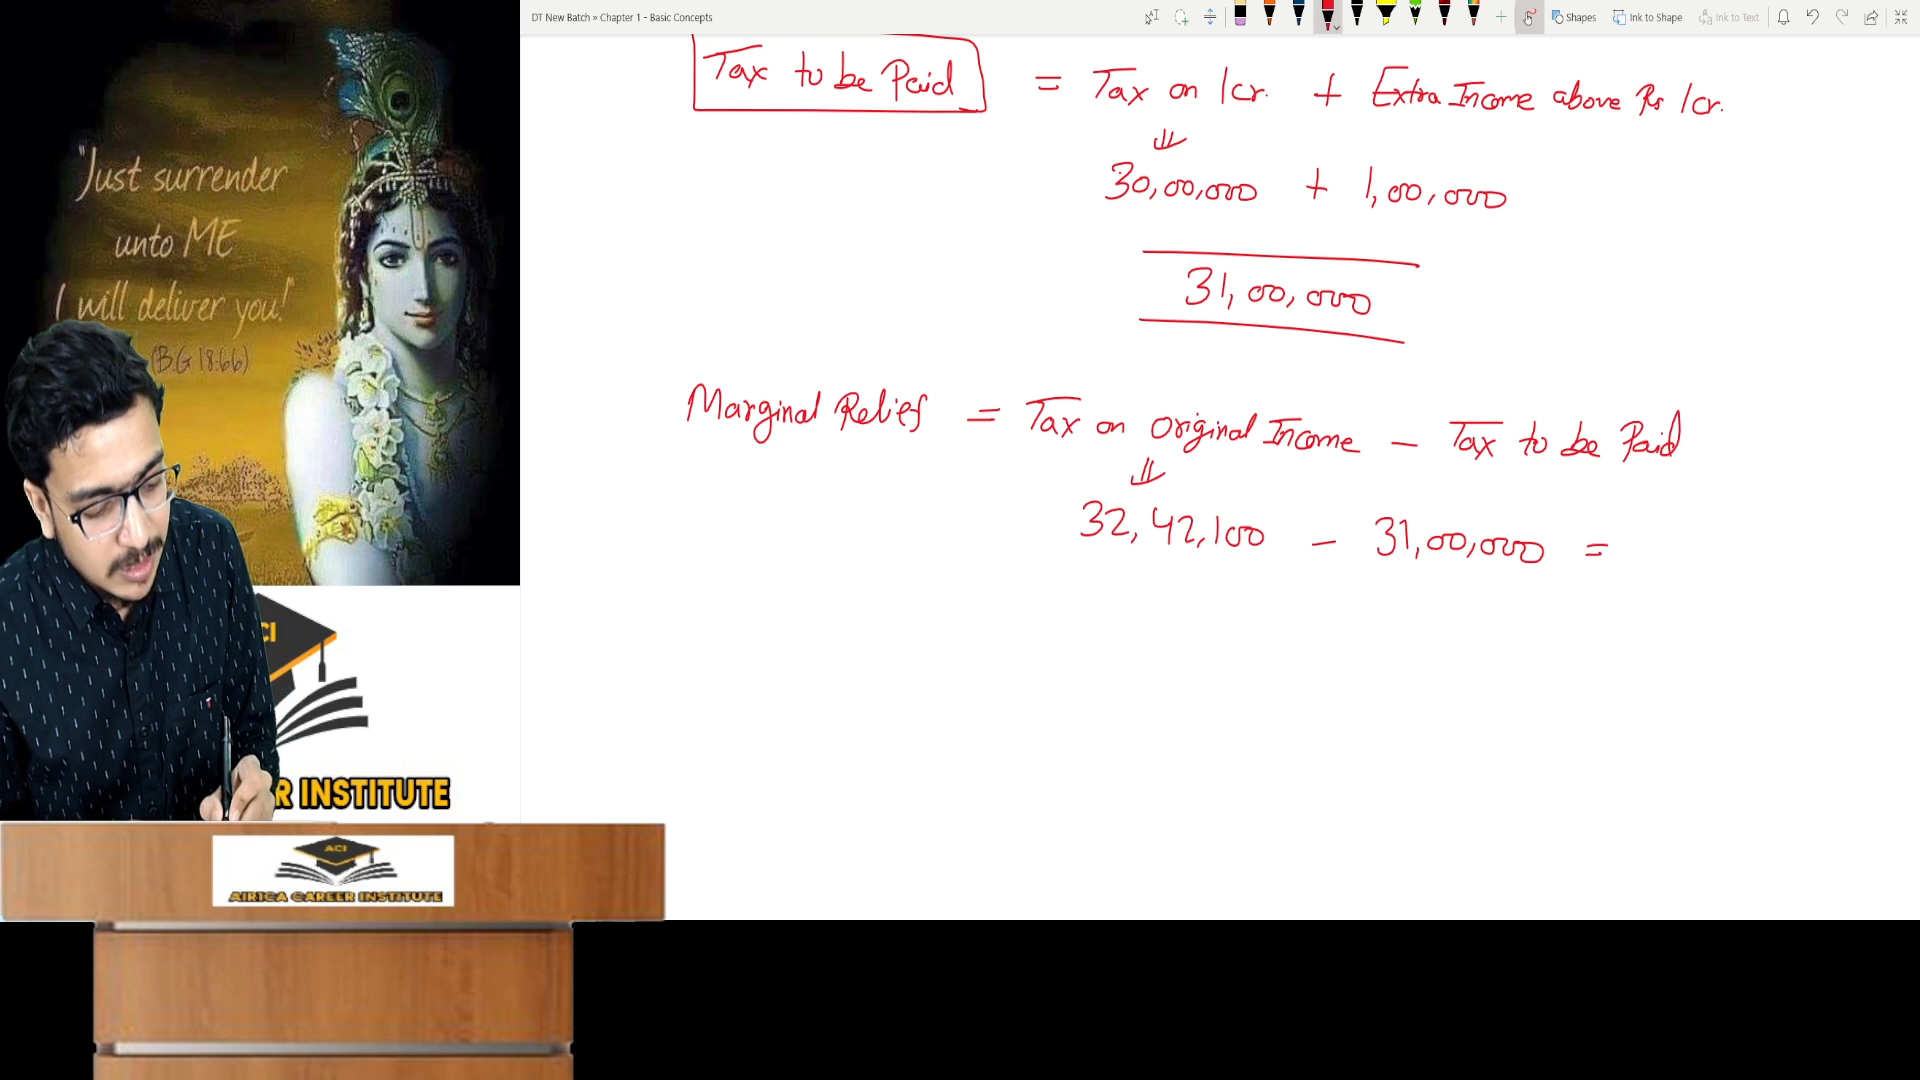 DT New Batch » Chapter 1 - Basic Concepts
Shapes
Ink to Shape
Ink to Text
Tax to be Paid = Tax on 1cr. + Extra Income above Rs 1cr.
30,00,000 + 1,00,000
31,00,000
Marginal Relief = Tax on Original Income - Tax to be Paid
32,42,100 - 31,00,000 =
"Just surrender
unto ME
I will deliver you!"
(B.G 18:66)
CI
R INSTITUTE
ACI
AIRICA CAREER INSTITUTE